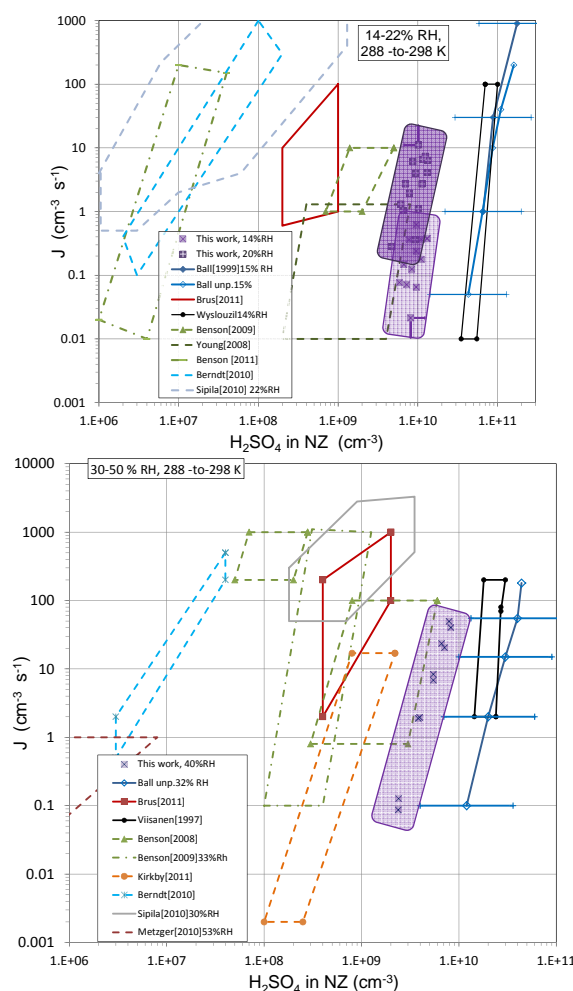 1000
100
10
1
0.1
0.01
0.001
J (cm⁻³ s⁻¹)
14-22% RH,
288 -to-298 K
This work, 14%RH
This work, 20%RH
Ball[1999]15% RH
Ball unp.15%
Brus[2011]
Wyslouzil14%RH
Benson[2009]
Young[2008]
Benson [2011]
Berndt[2010]
Sipila[2010] 22%RH
1.E+06 1.E+07 1.E+08 1.E+09 1.E+10 1.E+11
H₂SO₄ in NZ (cm⁻³)
10000
1000
100
10
1
0.1
0.01
0.001
J (cm⁻³ s⁻¹)
30-50 % RH, 288 -to-298 K
This work, 40%RH
Ball unp.32% RH
Brus[2011]
Viisanen[1997]
Benson[2008]
Benson[2009]33%Rh
Kirkby[2011]
Berndt[2010]
Sipila[2010]30%RH
Metzger[2010]53%RH
1.E+06 1.E+07 1.E+08 1.E+09 1.E+10 1.E+11
H₂SO₄ in NZ (cm⁻³)